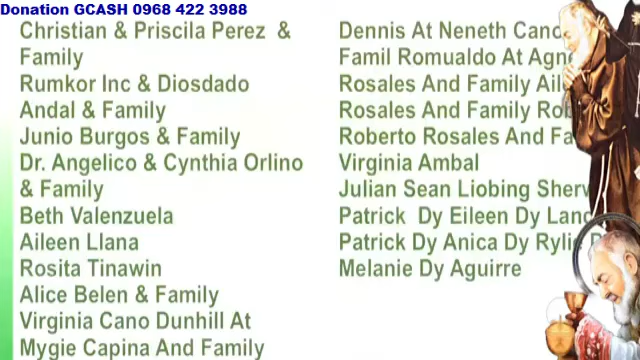 Donation GCASH 0968 422 3988
Christian & Priscila Perez &
Family
Rumkor Inc & Diosdado
Andal & Family
Junio Burgos & Family
Dr. Angelico & Cynthia Orlino
& Family
Beth Valenzuela
Aileen Llana
Rosita Tinawin
Alice Belen & Family
Virginia Cano Dunhill At
Mygie Capina And Family
Dennis At Neneth Cano
Famil Romualdo At
Rosales And Family
Rosales And Family
Roberto Rosales And
Virginia Ambal
Julian Sean Liobing
Patrick Dy Eileen Dy
Patrick Dy Anica Dy
Melanie Dy Aguirre